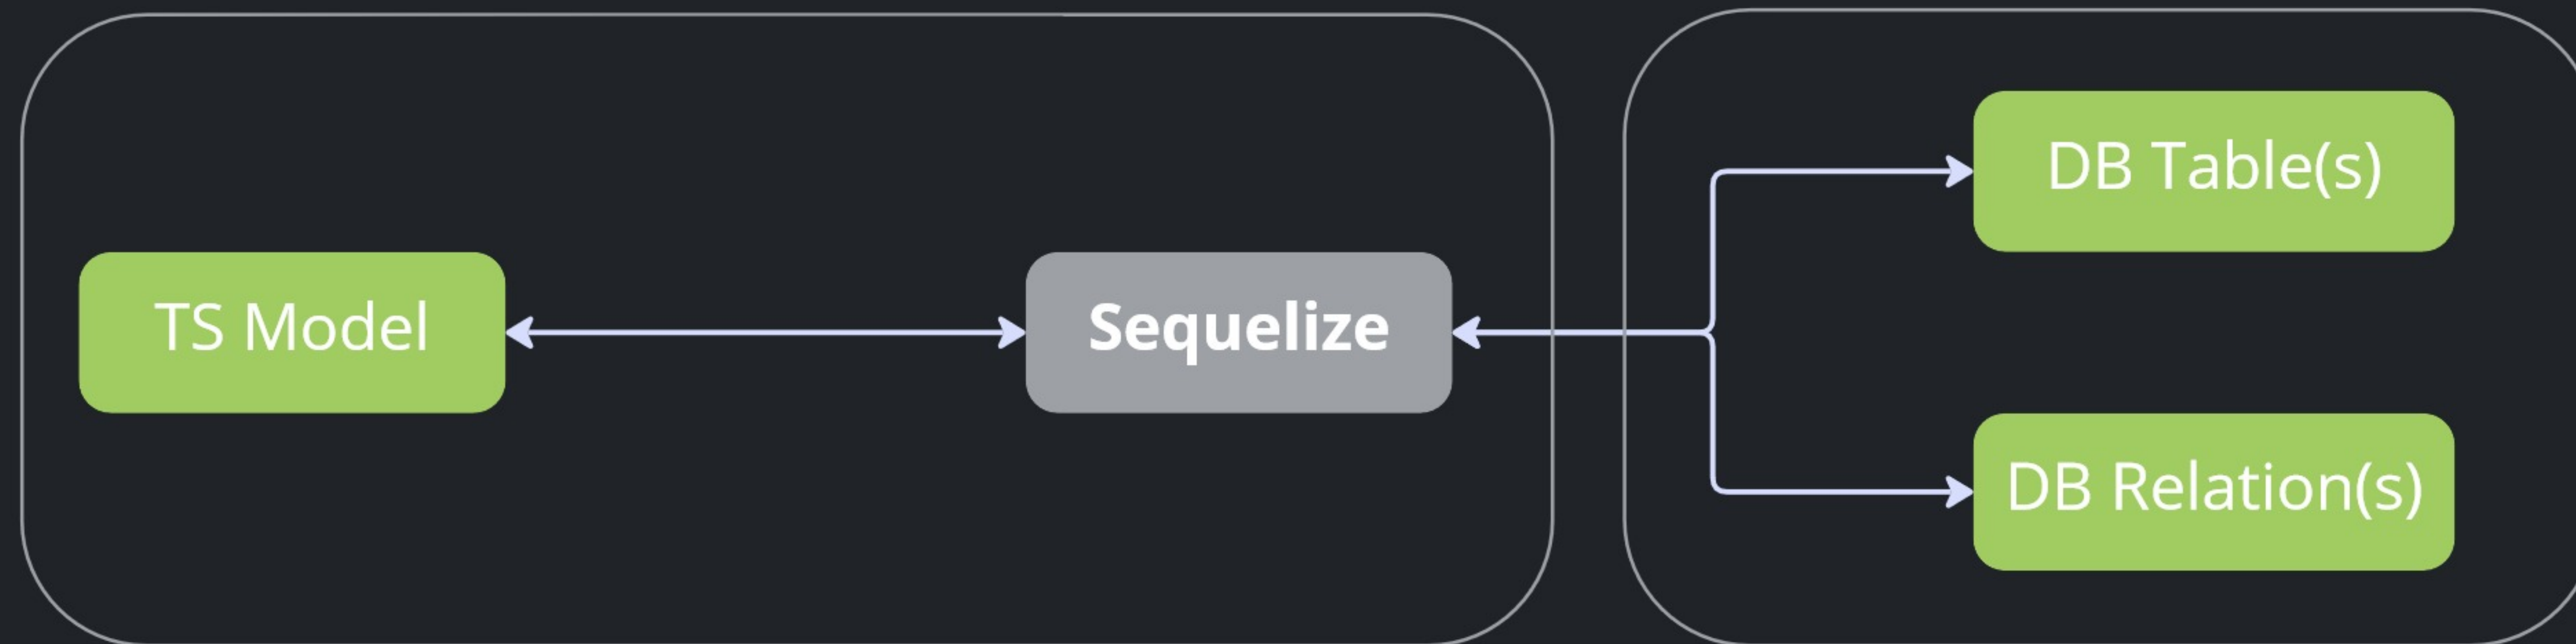 TS Model
Sequelize
DB Table(s)
DB Relation(s)